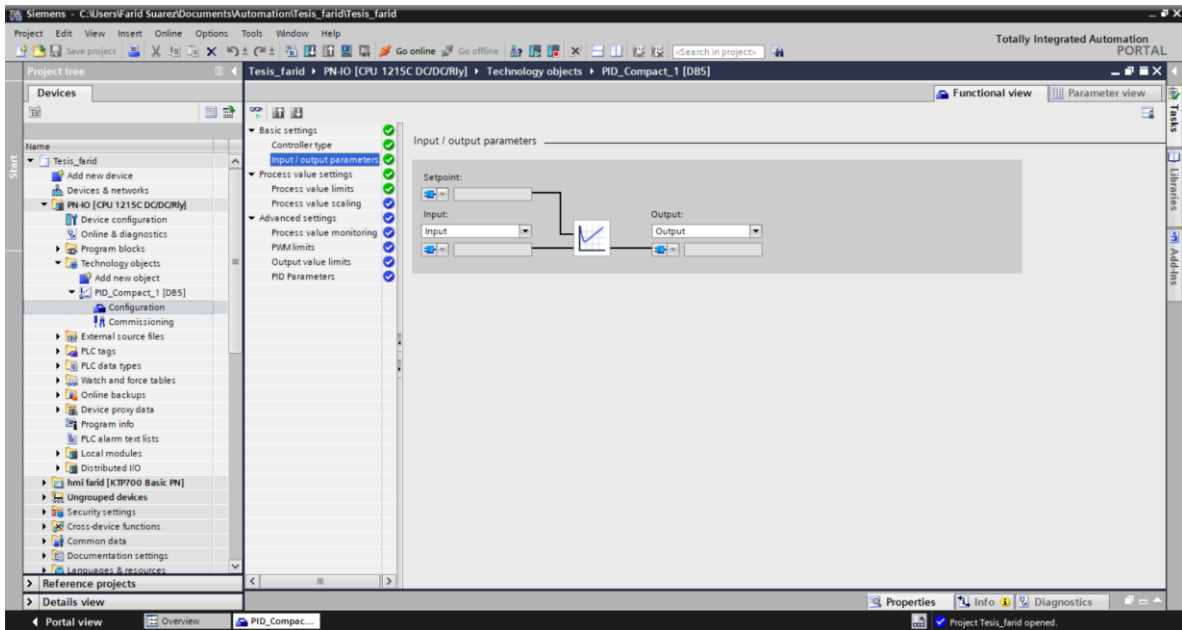 Siemens - C:\Users\Farid Suarez\Documents\Automation\Tesis_farid\Tesis_farid
Project Edit View Insert Online Options Tools Window Help
Totally Integrated Automation
PORTAL
Save project Go online Go offline <Search in project>
Project tree
Tesis_farid PN-IO [CPU 1215C DC/DC/Rly] Technology objects PID_Compact_1 [DB5]
Devices
Functional view Parameter view
Name
Tesis_farid
Add new device
Devices & networks
PN-IO [CPU 1215C DC/DC/Rly]
Device configuration
Online & diagnostics
Program blocks
Technology objects
Add new object
PID_Compact_1 [DB5]
Configuration
Commissioning
External source files
PLC tags
PLC data types
Watch and force tables
Online backups
Device proxy data
Program info
PLC alarm text lists
Local modules
Distributed I/O
hmi farid [KTP700 Basic PN]
Ungrouped devices
Security settings
Cross-device functions
Common data
Documentation settings
Languages & resources
Reference projects
Details view
Basic settings
Controller type
Input / output parameters
Process value settings
Process value limits
Process value scaling
Advanced settings
Process value monitoring
PWM limits
Output value limits
PID Parameters
Input / output parameters
Setpoint:
Input:
Output:
Input
Output
Start
Tasks
Libraries
Add-Ins
Properties Info Diagnostics
Portal view Overview PID_Compac... Project Tesis_farid opened.